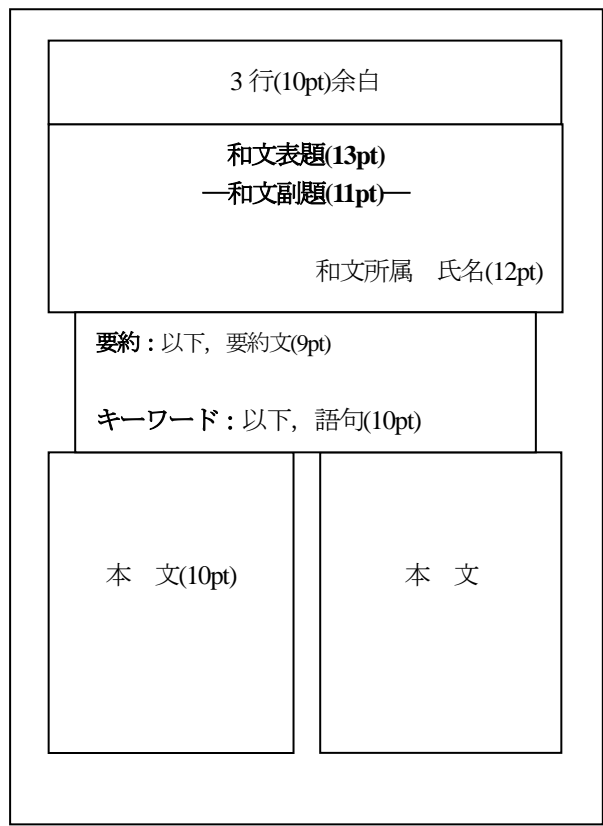 3 行(10pt)余白
和文表題(13pt)
―和文副題(11pt)―
和文所属　氏名(12pt)
要約：以下，要約文(9pt)
キーワード：以下，語句(10pt)
本　文(10pt)
本　文